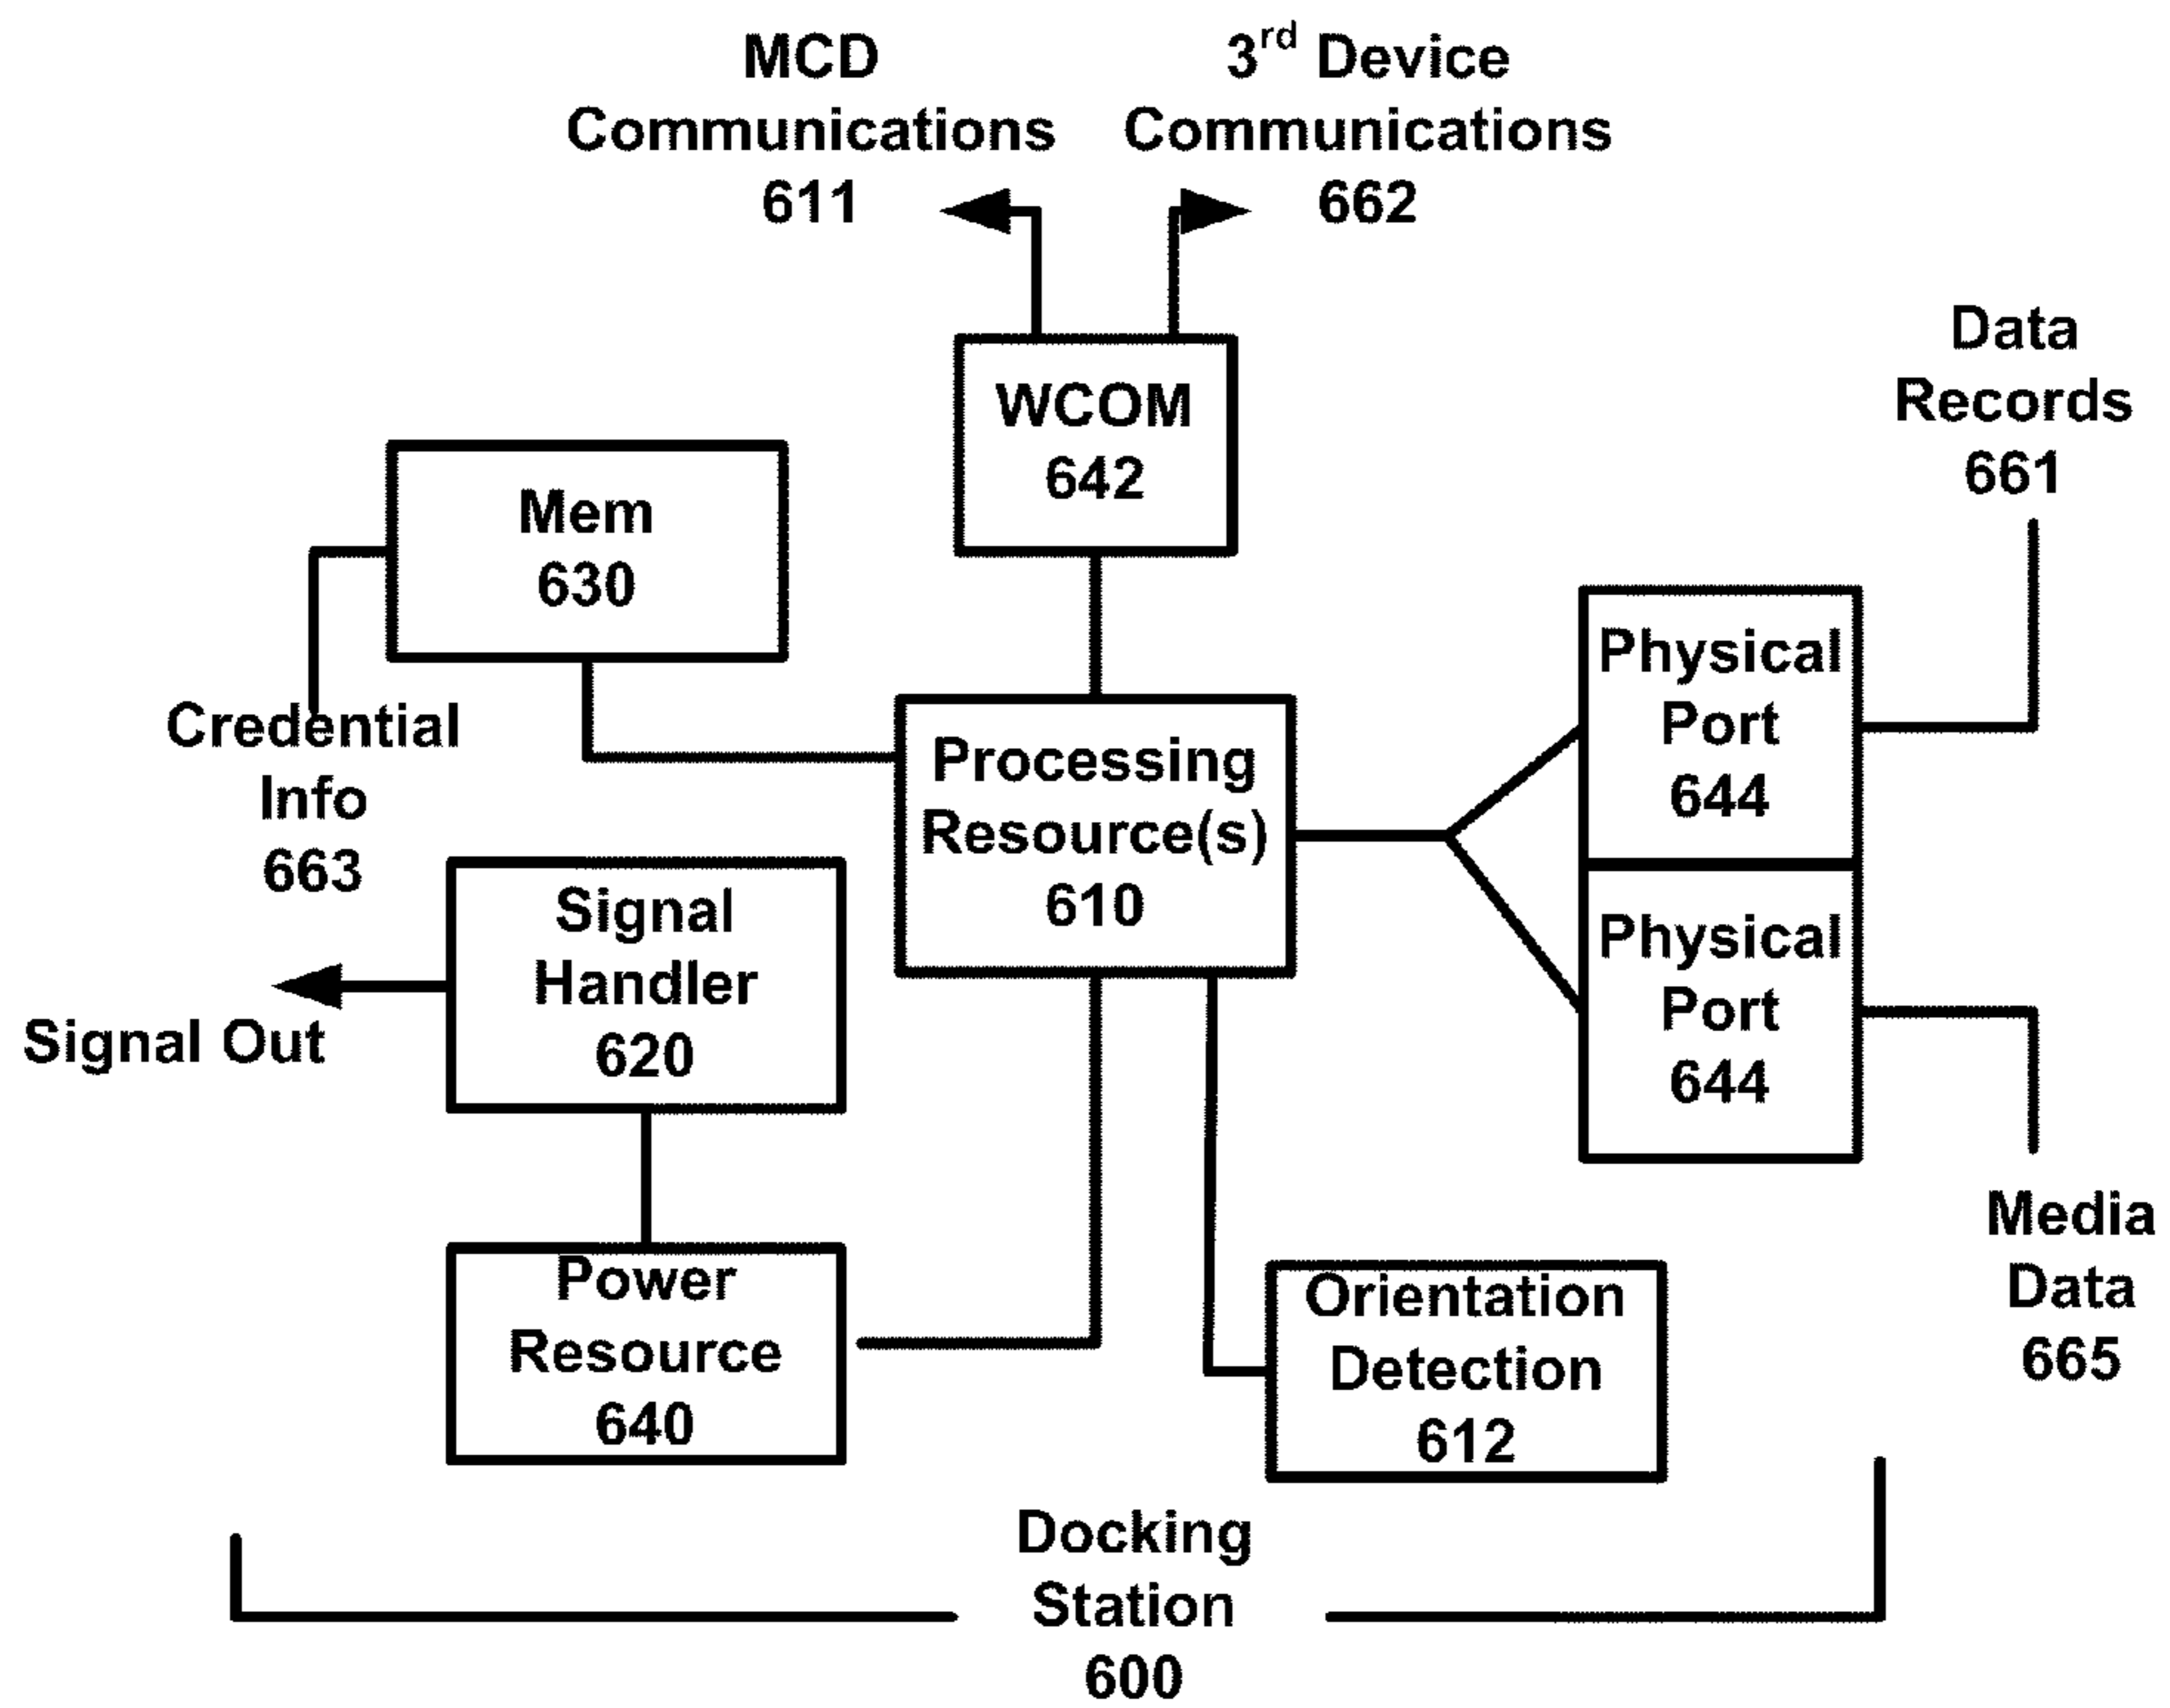 MCD
Communications
611
3rd Device
Communications
662
WCOM
642
Data
Records
661
Mem
630
Credential
Info
663
Processing
Resource(s)
610
Physical
Port
644
Physical
Port
644
Signal
Handler
620
Signal Out
Power
Resource
640
Orientation
Detection
612
Media
Data
665
Docking
Station
600